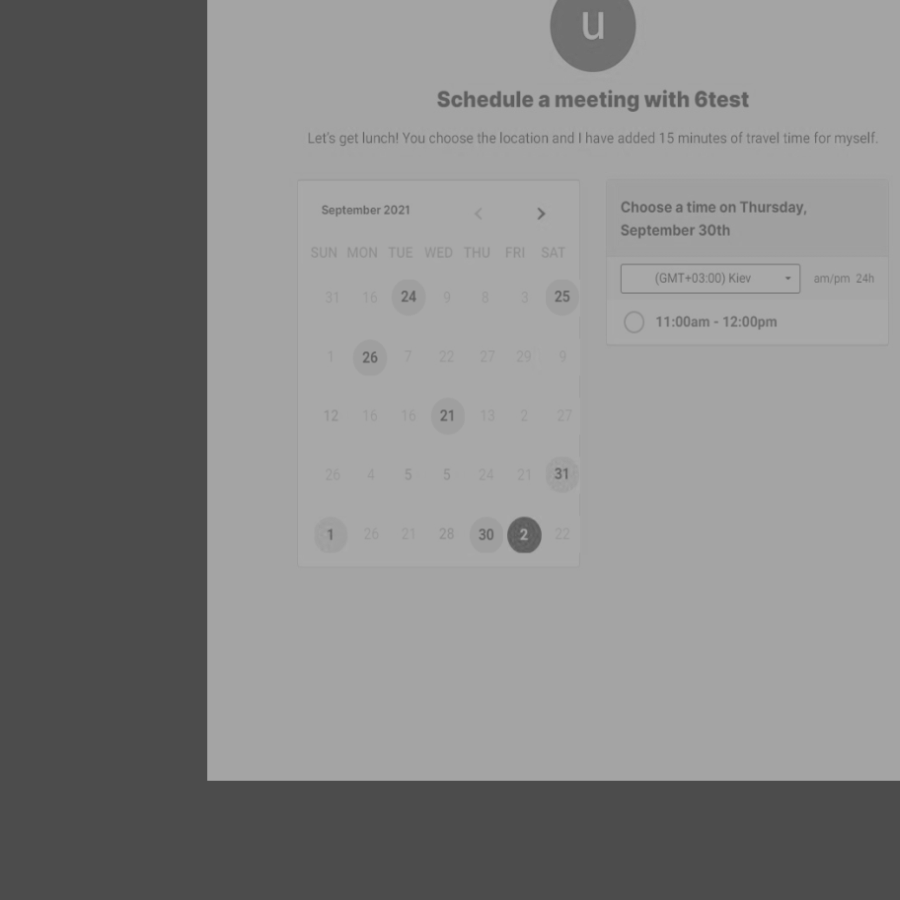 u
Schedule a meeting with 6test
Let's get lunch! You choose the location and I have added 15 minutes of travel time for myself.
September 2021
SUN MON TUE WED THU FRI SAT
31 16 24 9 8 3 25
1 26 7 22 27 29 9
12 16 16 21 13 2 27
26 4 5 5 24 21 31
1 26 21 28 30 2 22
Choose a time on Thursday,
September 30th
(GMT+03:00) Kiev am/pm 24h
11:00am - 12:00pm